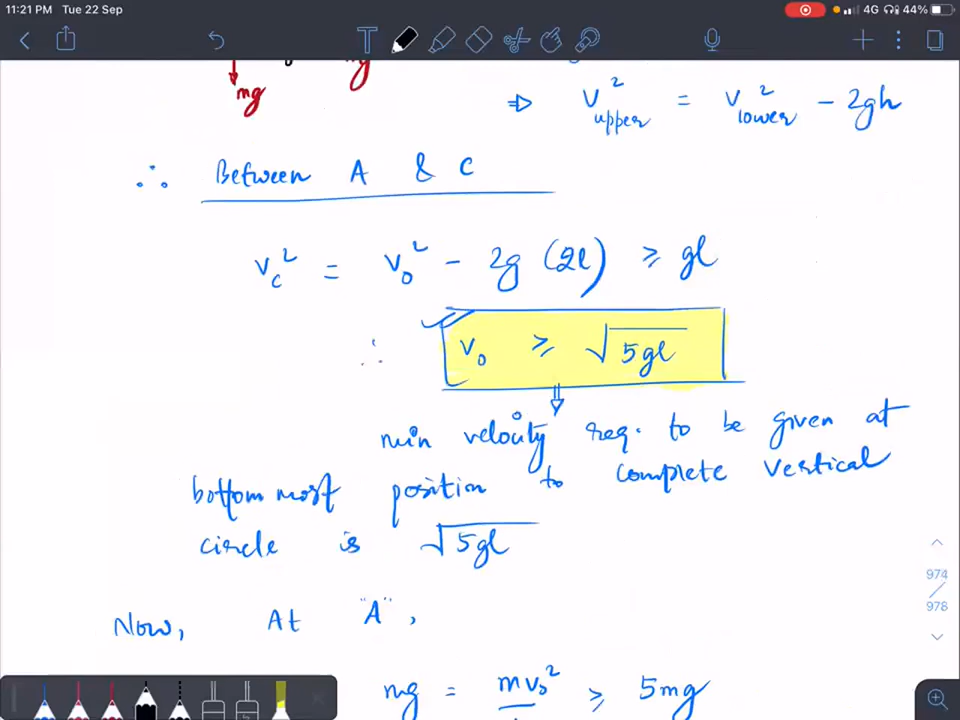 11:21 PM Tue 22 Sep 4G 44%
mg mg
⇒ V²upper = V²lower - 2gh
∴ Between A & C
Vc² = V0² - 2g (2l) ≥ gl
∴ V0 ≥ √5gl
⇓
min velocity req. to be given at
bottom most position to complete vertical
circle is √5gl
974
/
978
Now, At "A",
mg = mv0² ≥ 5mg